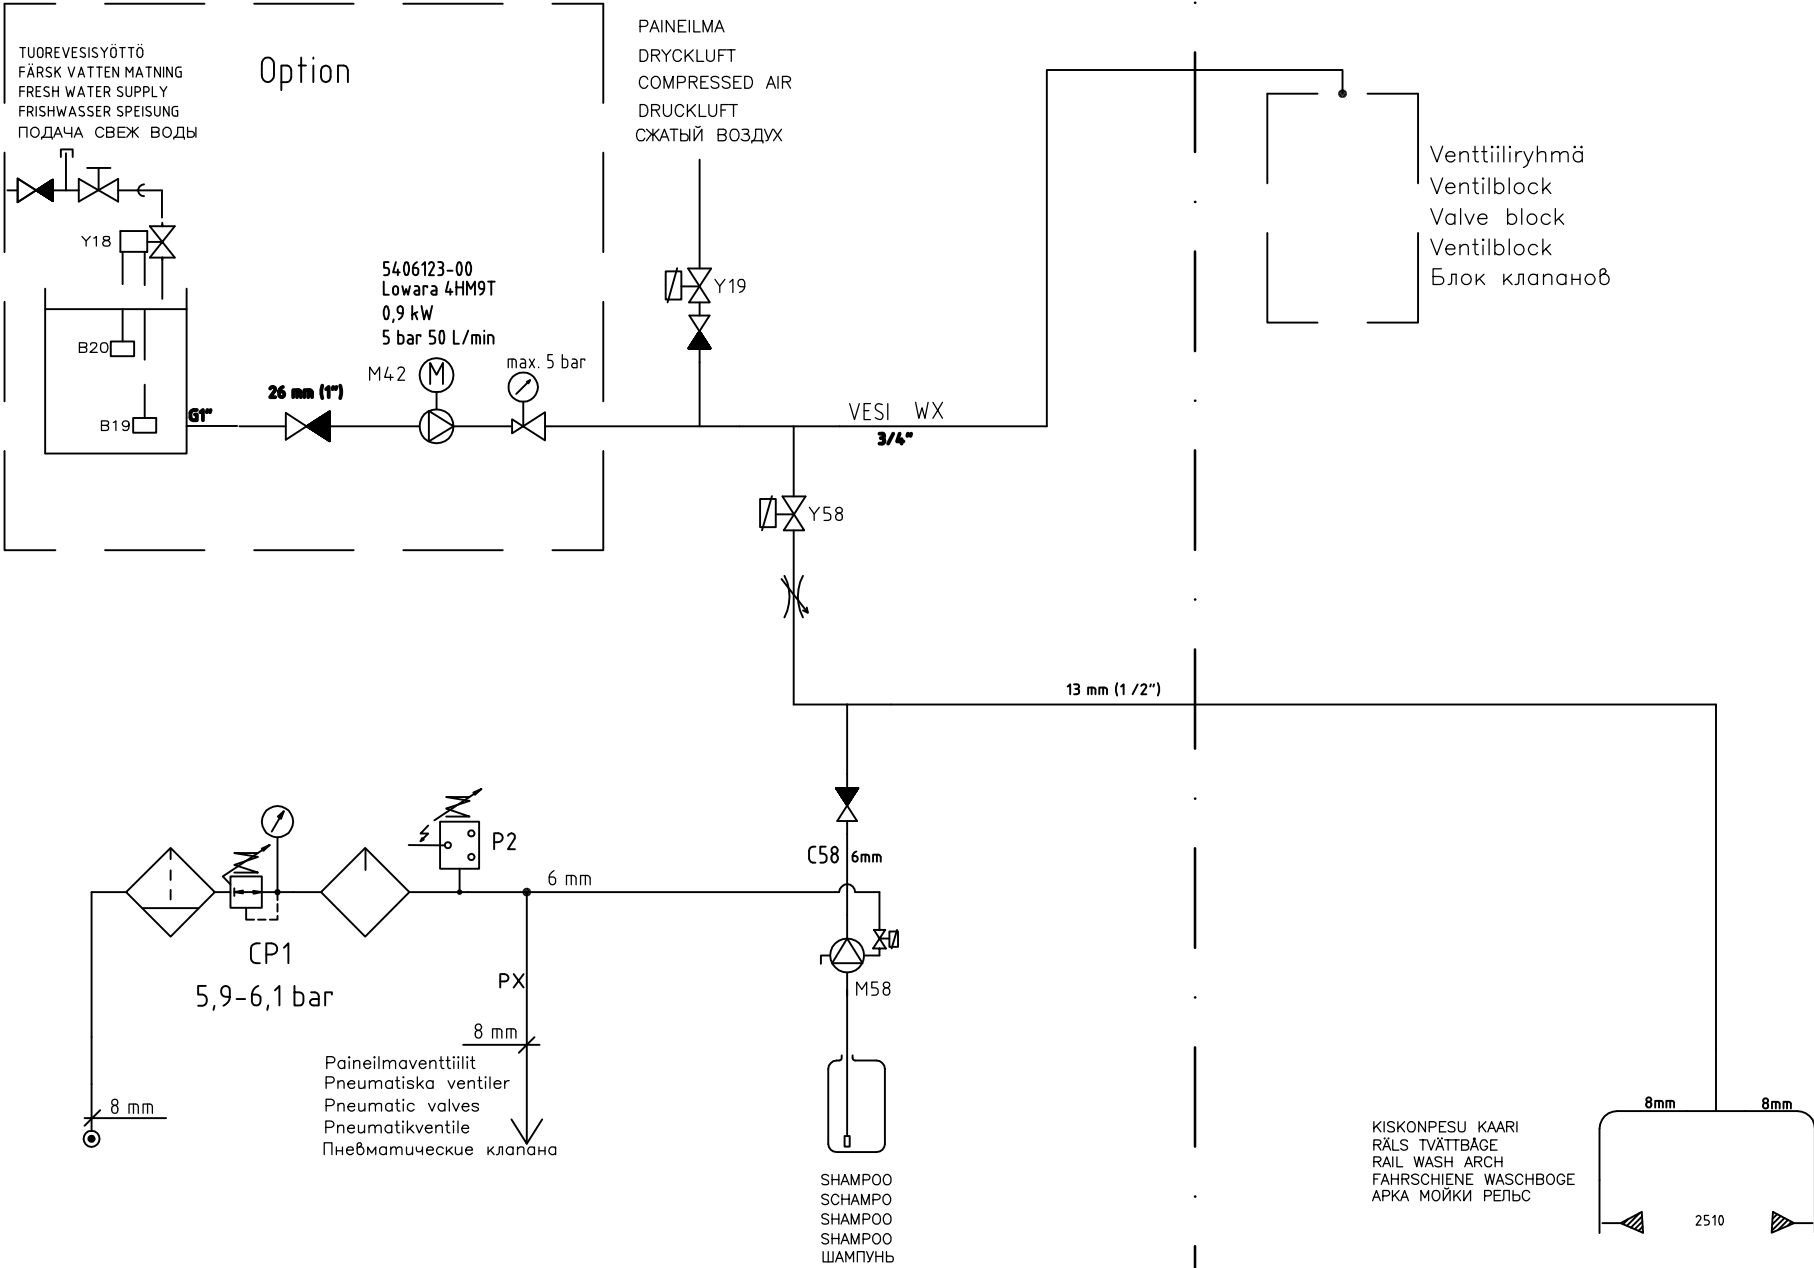 TUOREVESISYÖTTÖ
FÄRSK VATTEN MATNING
FRESH WATER SUPPLY
FRISHWASSER SPEISUNG
ПОДАЧА СВЕЖ ВОДЫ
Option
PAINEILMA
DRYCKLUFT
COMPRESSED AIR
DRUCKLUFT
СЖАТЫЙ ВОЗДУХ
Venttiiliryhmä
Ventilblock
Valve block
Ventilblock
Блок клапанов
Y18
B20
B19
G1"
26 mm (1")
5406123-00
Lowara 4HM9T
0,9 kW
5 bar 50 L/min
M42
M
max. 5 bar
Y19
VESI WX
3/4"
Y58
13 mm (1/2")
P2
C58 6mm
6 mm
CP1
5,9-6,1 bar
PX
M58
8 mm
8 mm
Paineilmaventtiilit
Pneumatiska ventiler
Pneumatic valves
Pneumatikventile
Пневматические клапана
SHAMPOO
SCHAMPO
SHAMPOO
SHAMPOO
ШАМПУНЬ
8mm
8mm
KISKONPESU KAARI
RÄLS TVÄTTBÅGE
RAIL WASH ARCH
FAHRSCHIENE WASCHBOGE
АРКА МОЙКИ РЕЛЬС
2510